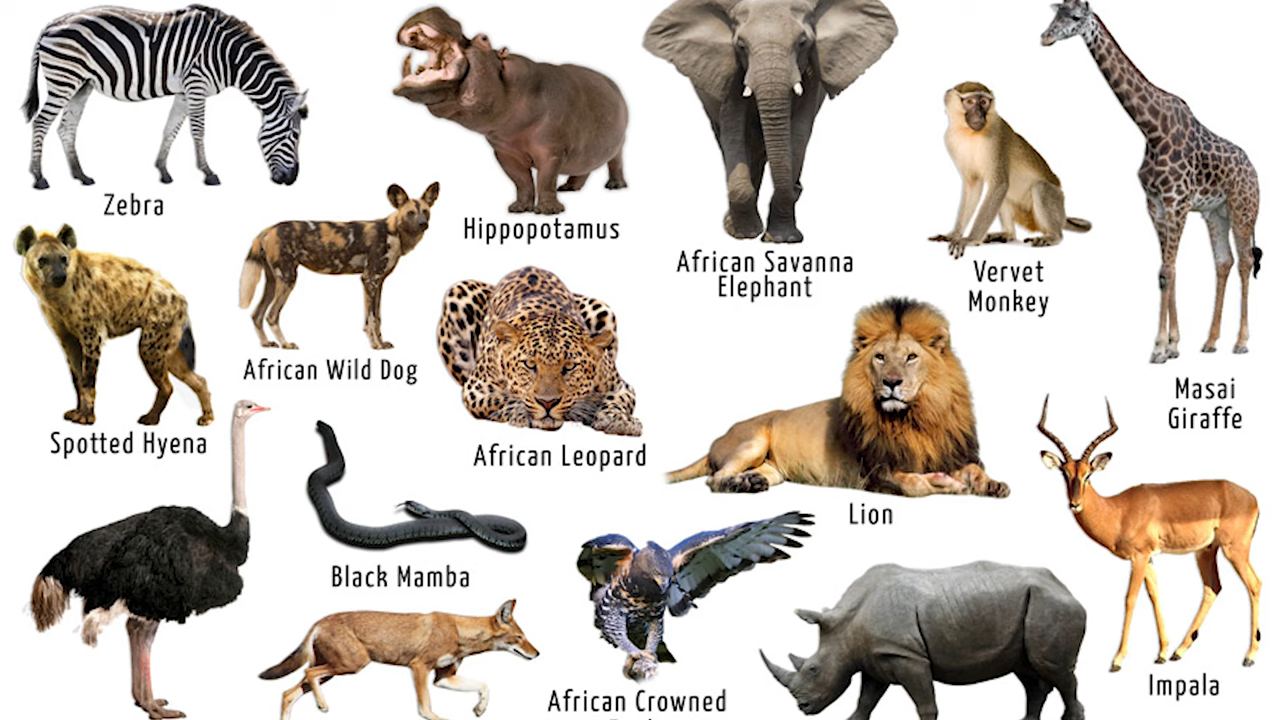 Zebra
Hippopotamus
African Savanna
Elephant
Vervet
Monkey
African Wild Dog
Masai
Giraffe
Spotted Hyena
African Leopard
Lion
Black Mamba
Impala
African Crowned